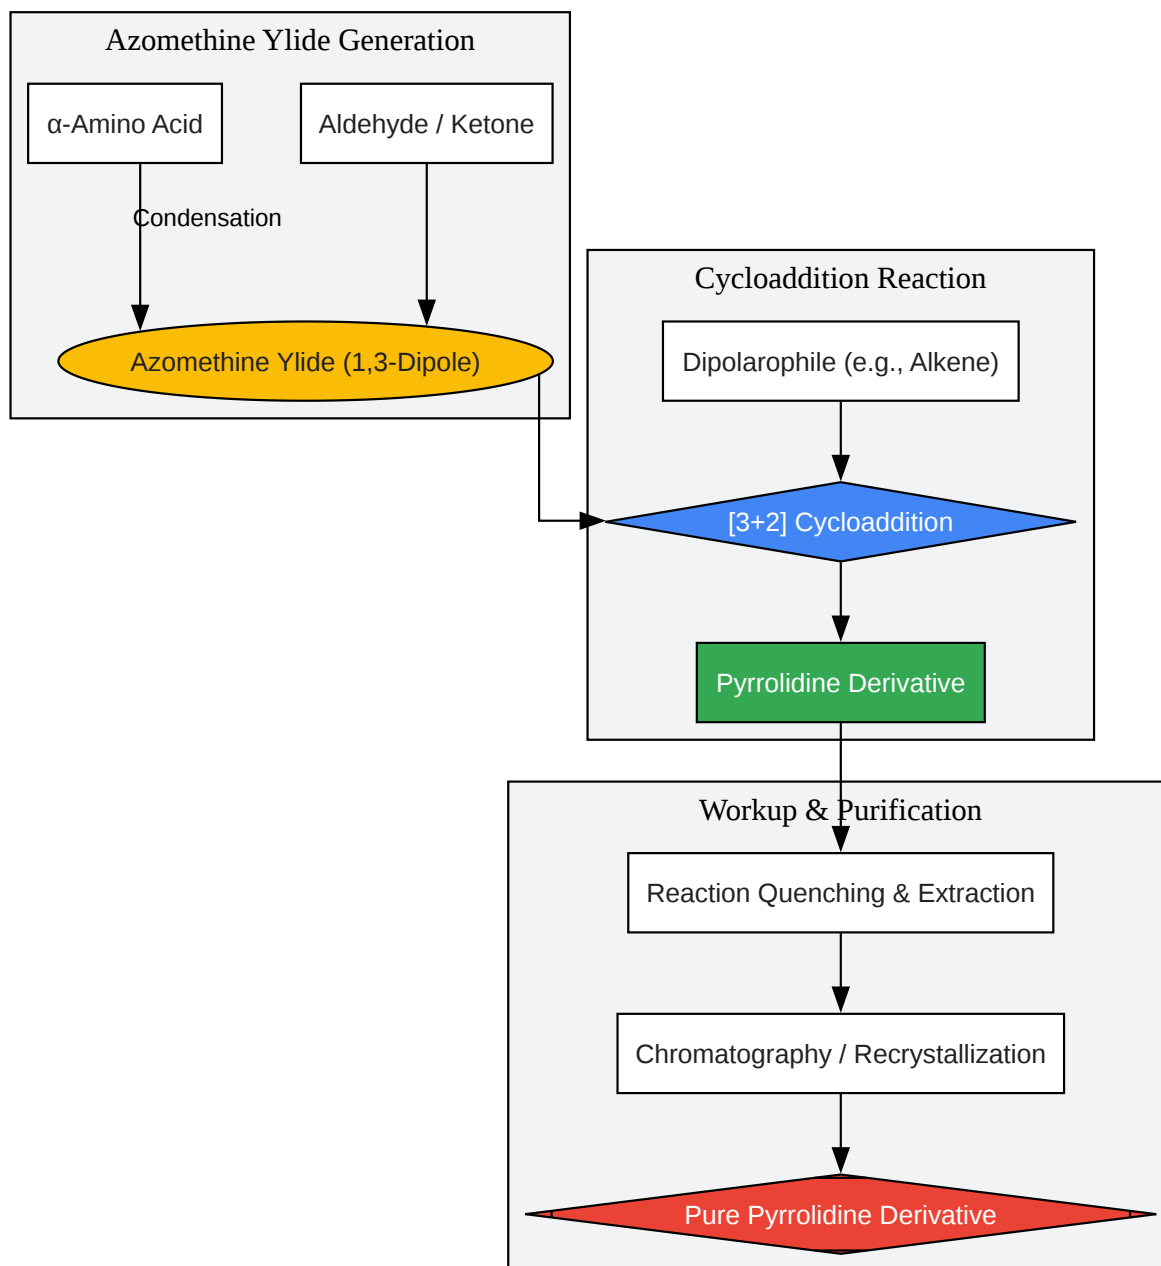 Azomethine Ylide Generation
α-Amino Acid
Aldehyde / Ketone
Condensation
Azomethine Ylide (1,3-Dipole)
Cycloaddition Reaction
Dipolarophile (e.g., Alkene)
[3+2] Cycloaddition
Pyrrolidine Derivative
Workup & Purification
Reaction Quenching & Extraction
Chromatography / Recrystallization
Pure Pyrrolidine Derivative